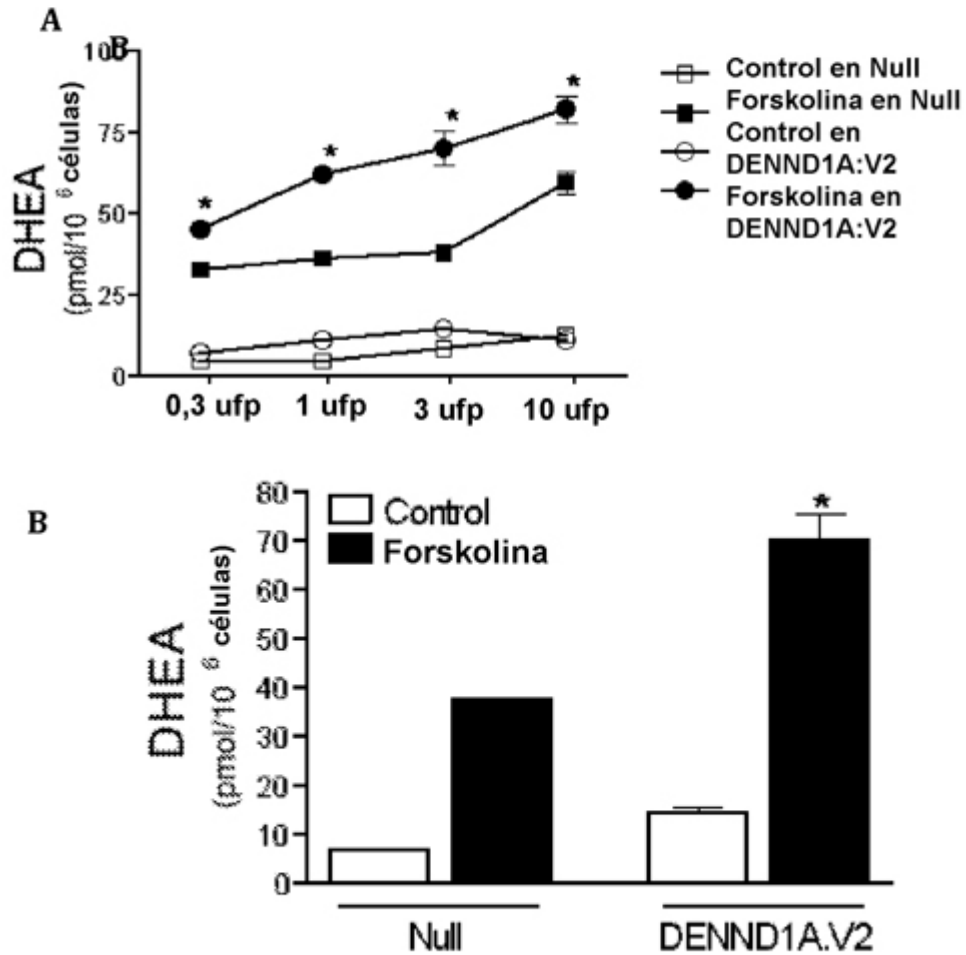 A
B
100
75
50
25
0
DHEA
(pmol/10 6 células)
* * * *
0,3 ufp 1 ufp 3 ufp 10 ufp
Control en Null
Forskolina en Null
Control en
DENND1A:V2
Forskolina en
DENND1A:V2
B
80
70
60
50
40
30
20
10
0
DHEA
(pmol/10 6 células)
Control
Forskolina
*
Null DENND1A.V2